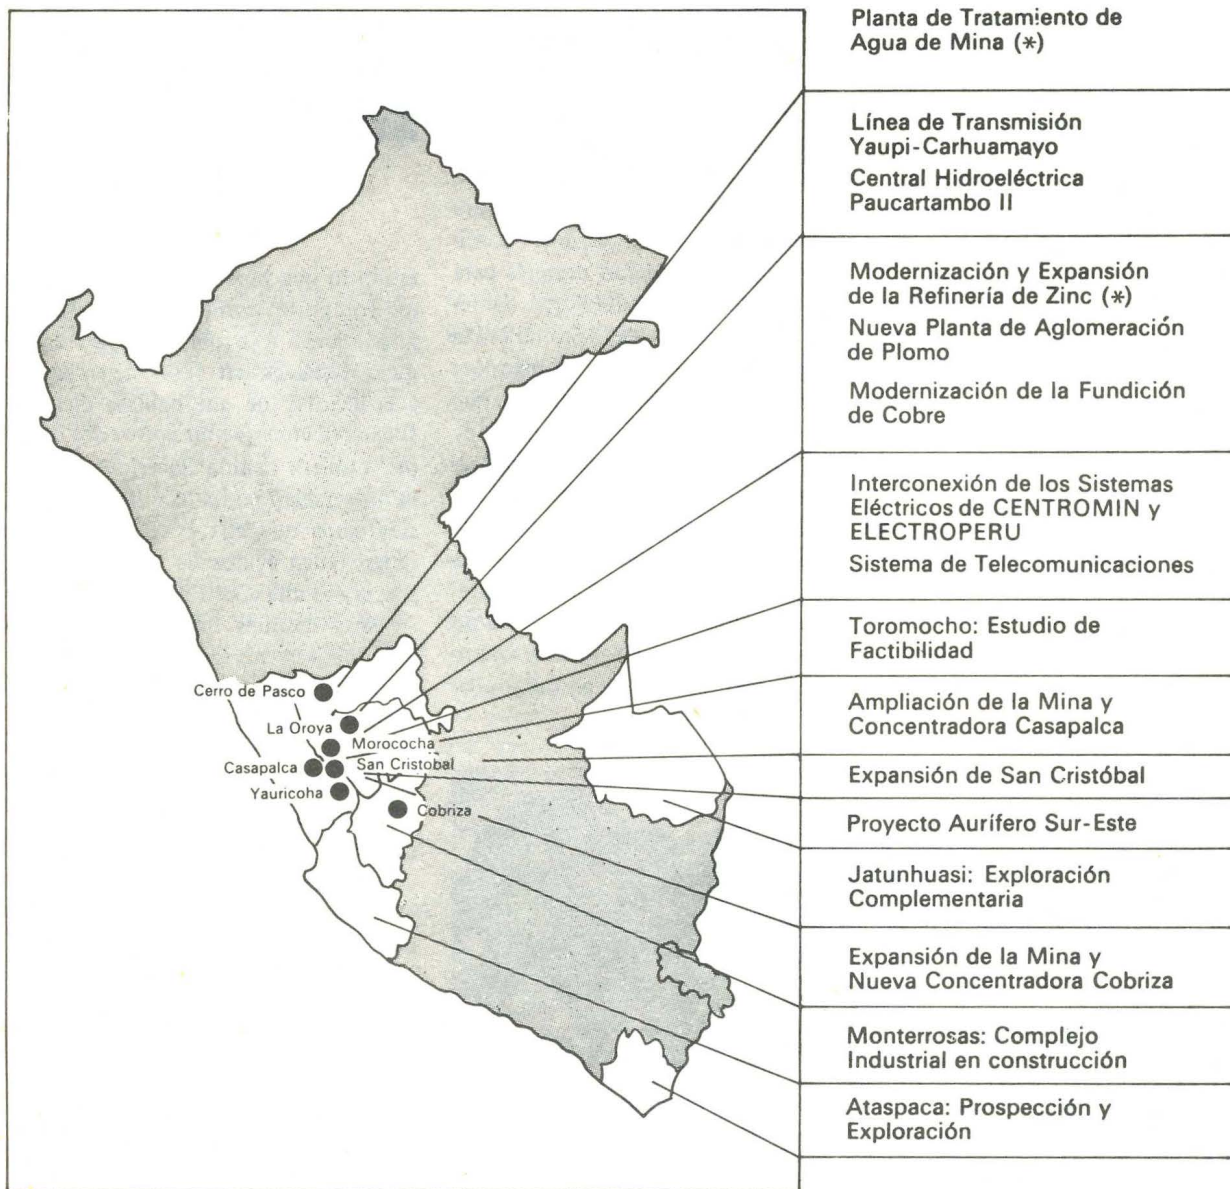 Planta de Tratamiento de
Agua de Mina (*)
Línea de Transmisión
Yaupi-Carhuamayo
Central Hidroeléctrica
Paucartambo II
Modernización y Expansión
de la Refinería de Zinc (*)
Nueva Planta de Aglomeración
de Plomo
Modernización de la Fundición
de Cobre
Interconexión de los Sistemas
Eléctricos de CENTROMIN y
ELECTROPERU
Sistema de Telecomunicaciones
Toromocho: Estudio de
Factibilidad
Ampliación de la Mina y
Concentradora Casapalca
Expansión de San Cristóbal
Proyecto Aurífero Sur-Este
Jatunhuasi: Exploración
Complementaria
Expansión de la Mina y
Nueva Concentradora Cobriza
Monterrosas: Complejo
Industrial en construcción
Ataspaca: Prospección y
Exploración
Cerro de Pasco
La Oroya
Morococha
Casapalca
San Cristobal
Yauricoha
Cobriza